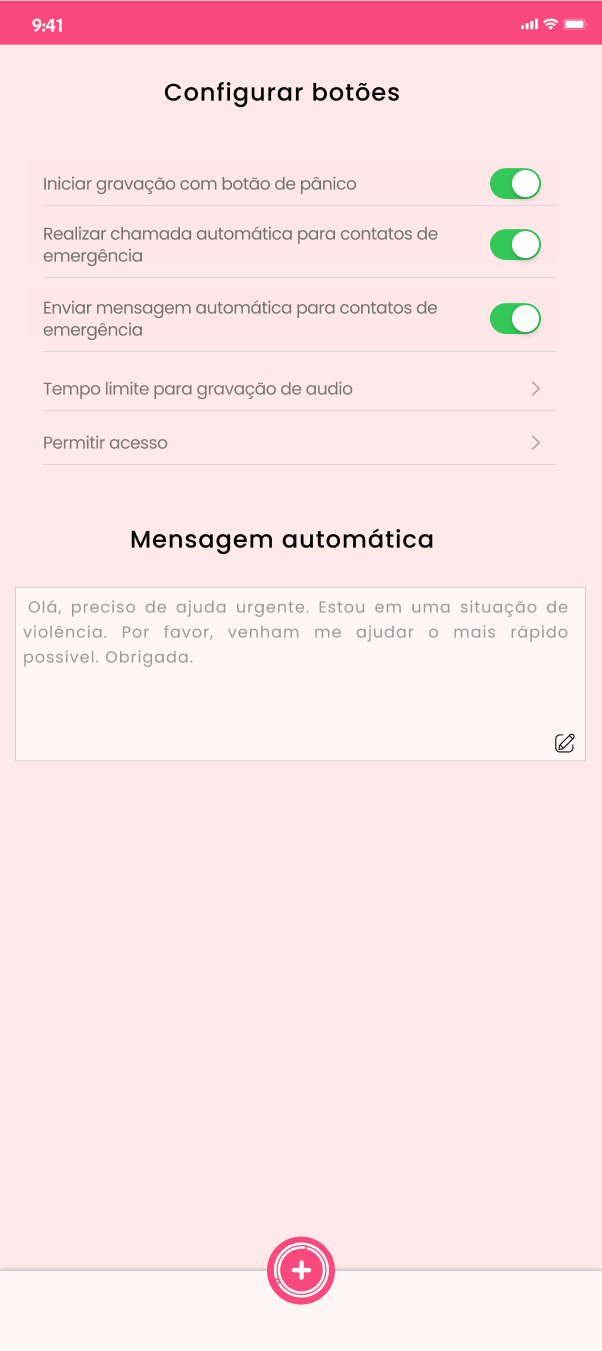 9:41
Configurar botões
Iniciar gravação com botão de pânico
Realizar chamada automática para contatos de
emergência
Enviar mensagem automática para contatos de
emergência
Tempo limite para gravação de audio
Permitir acesso
Mensagem automática
Olá, preciso de ajuda urgente. Estou em uma situação de
violência. Por favor, venham me ajudar o mais rápido
possível. Obrigada.